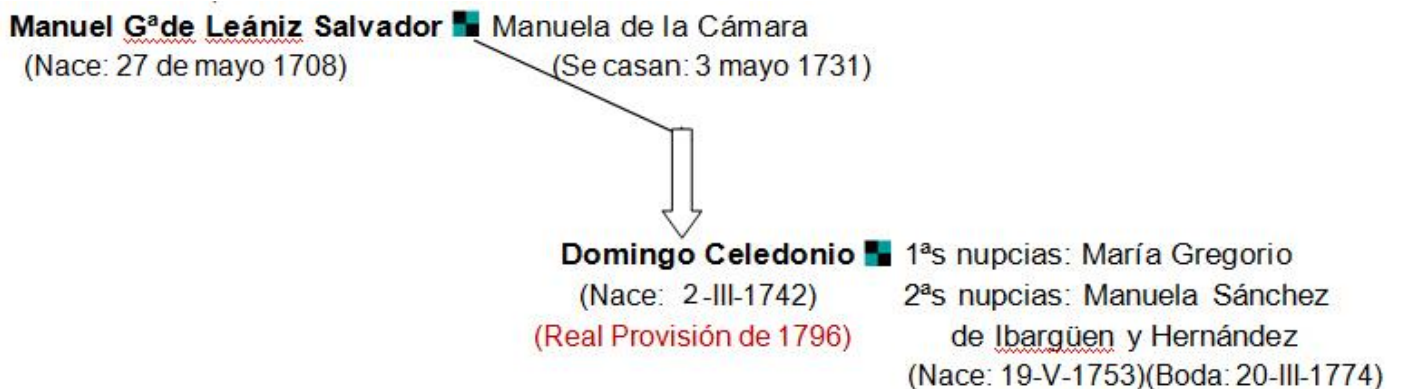 Manuel Gªde Leániz Salvador Manuela de la Cámara
(Nace: 27 de mayo 1708) (Se casan: 3 mayo 1731)
Domingo Celedonio 1ªs nupcias: María Gregorio
(Nace: 2-III-1742) 2ªs nupcias: Manuela Sánchez
(Real Provisión de 1796) de Ibargüen y Hernández
(Nace: 19-V-1753)(Boda: 20-III-1774)